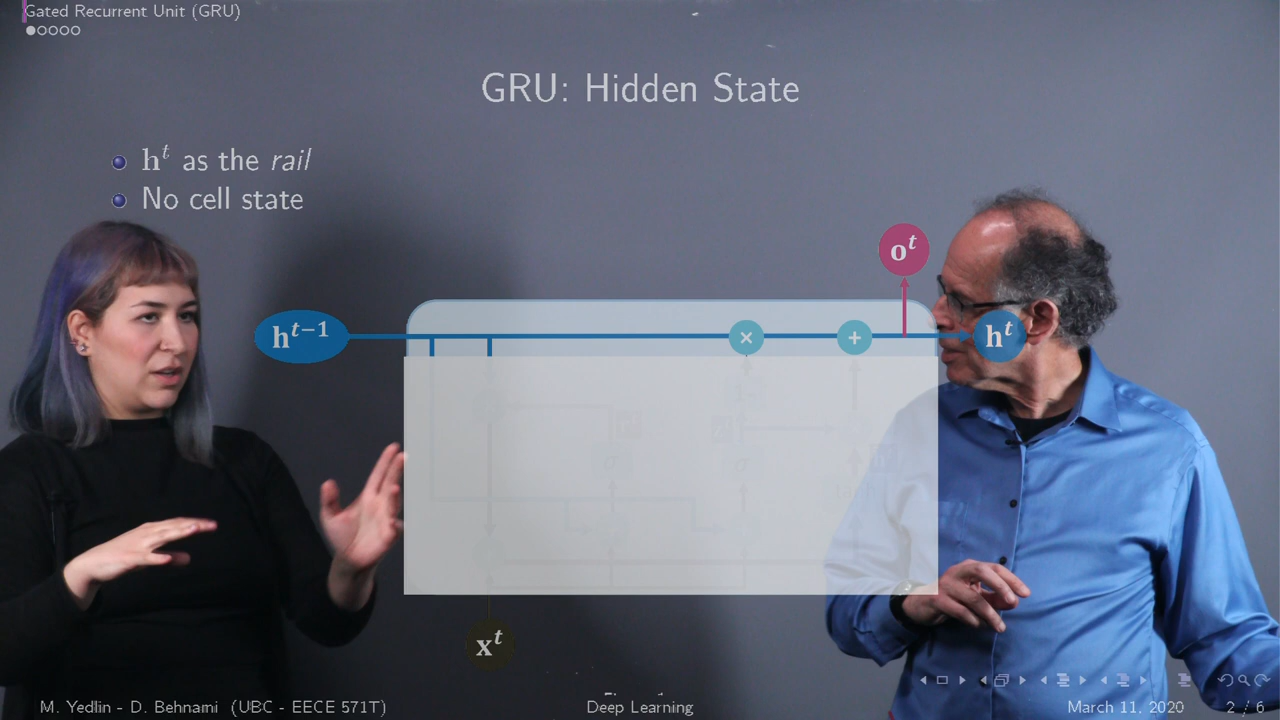 Gated Recurrent Unit (GRU)
GRU: Hidden State
h^t as the rail
No cell state
o^t
h^{t−1}
×
+
h^t
x^t
M. Yedlin - D. Behnami (UBC - EECE 571T)
Deep Learning
March 11, 2020
2 / 6